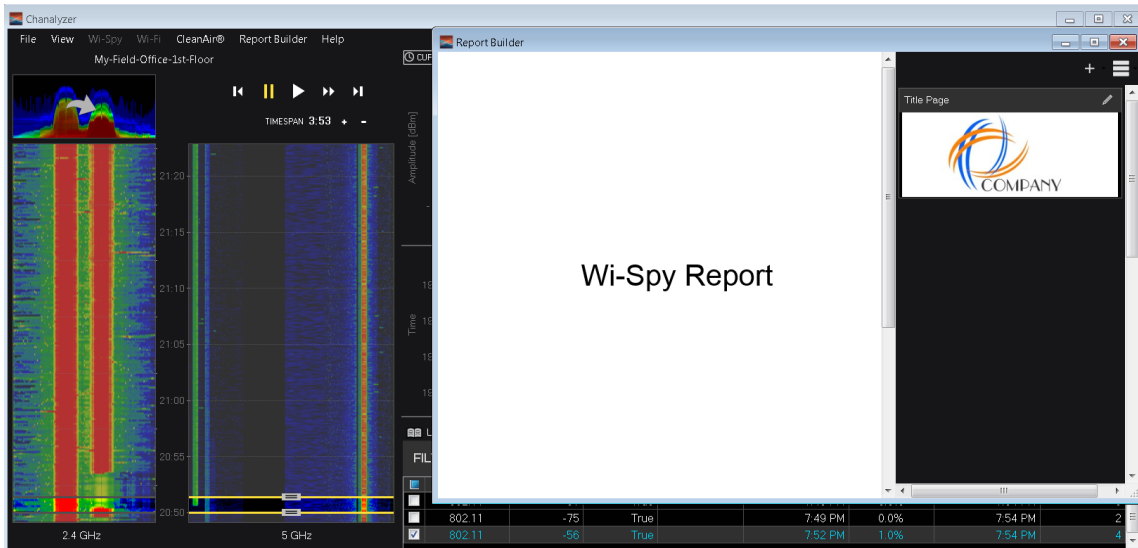 Chanalyzer
File View Wi-Spy Wi-Fi CleanAir® Report Builder Help
My-Field-Office-1st-Floor
TIMESPAN 3:53 + -
21:20
21:15
21:10
21:05
21:00
20:55
20:50
2.4 GHz
5 GHz
Amplitude [dBm]
Time
Report Builder
Wi-Spy Report
+
Title Page
COMPANY
802.11 -75 True 7:49 PM 0.0% 7:54 PM 2
802.11 -56 True 7:52 PM 1.0% 7:54 PM 4